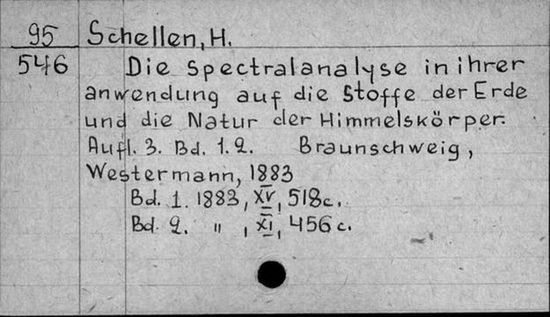 95 Schellen, H.
546 Die Spectralanalyse in ihrer
anwendung auf die Stoffe der Erde
und die Natur der Himmelskörper.
Aufl. 3. Bd. 1.2. Braunschweig,
Westermann, 1883
Bd. 1. 1883, XV, 518c.
Bd. 2. " , XI, 456c.